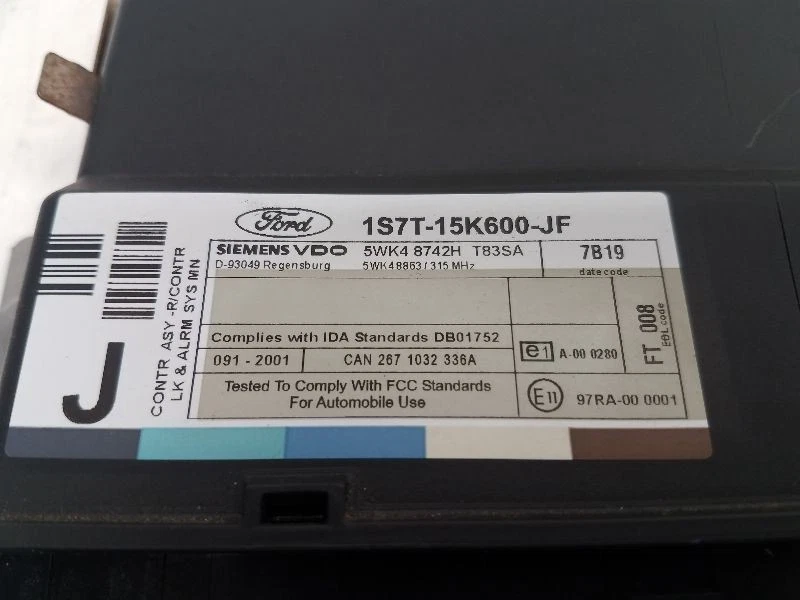 Ford
1S7T-15K600-JF
SIEMENS VDO
5WK4 8742H T83SA
7B19
D-93049 Regensburg
5WK48863 / 315 MHz
date code
Complies with IDA Standards DB01752
091 - 2001
CAN 267 1032 336A
e1
A-00 0280
Tested To Comply With FCC Standards
For Automobile Use
E11
97RA-00 0001
FT 008
EOL code
J
CONTR ASY -R/CONTR
LK & ALRM SYS MN